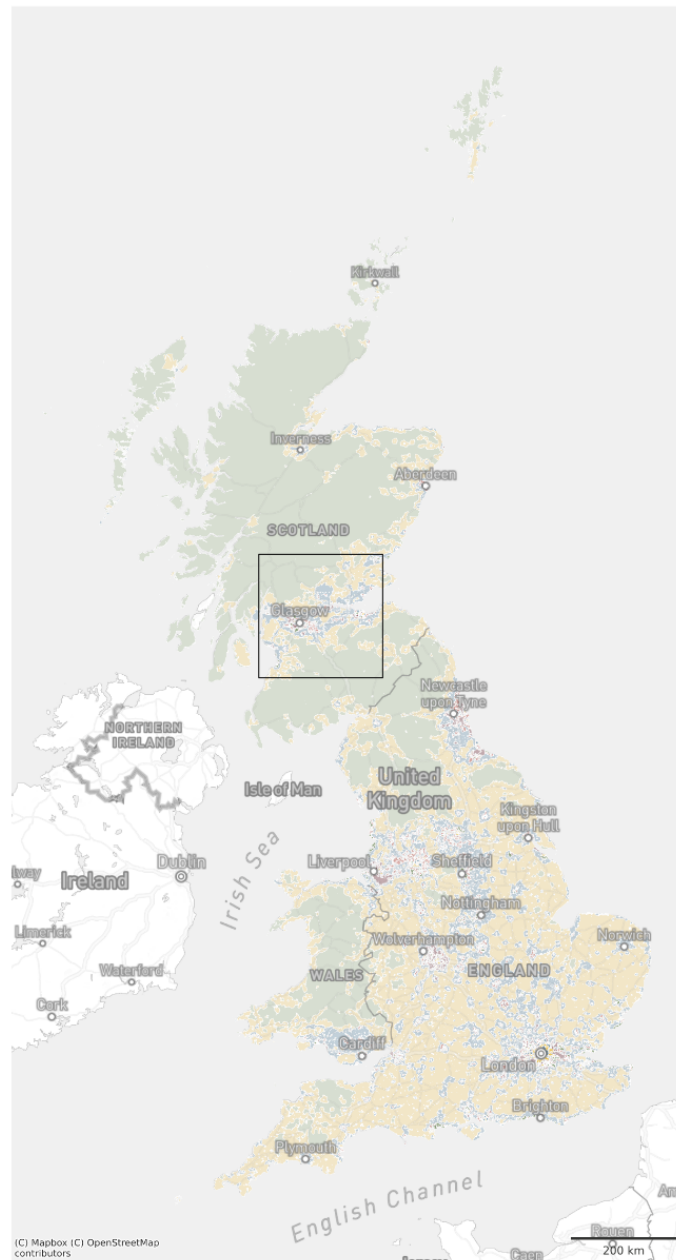 Kirkwall
Inverness
Aberdeen
SCOTLAND
Glasgow
Newcastle
upon Tyne
NORTHERN
IRELAND
United
Kingdom
Isle of Man
Kingston
upon Hull
Irish Sea
Liverpool
Sheffield
Dublin
lway
Ireland
Nottingham
Limerick
Wolverhampton
Norwich
Waterford
WALES
ENGLAND
Cork
Cardiff
London
Brighton
Plymouth
English Channel
An
Rouen
Caen
(C) Mapbox (C) OpenStreetMap
contributors
200 km